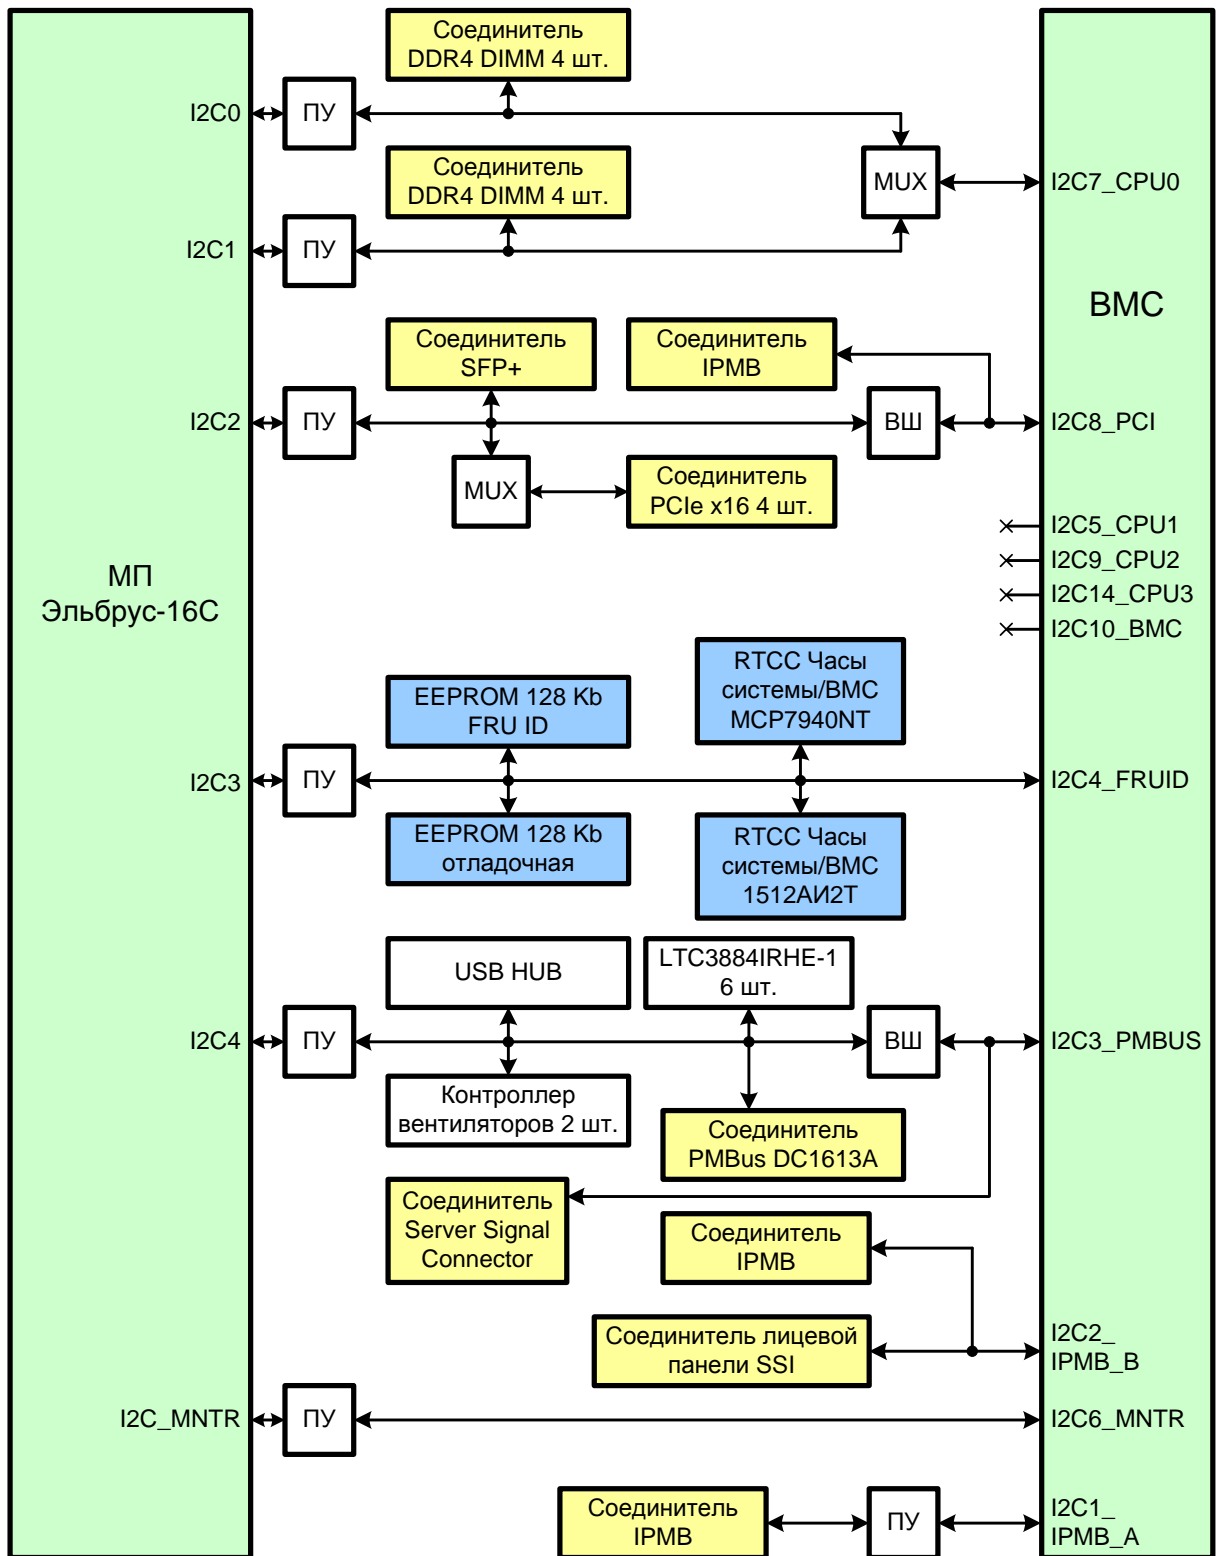 Соединитель
DDR4 DIMM 4 шт.
I2C0
ПУ
Соединитель
DDR4 DIMM 4 шт.
MUX
I2C7_CPU0
I2C1
ПУ
BMC
Соединитель
SFP+
Соединитель
IPMB
I2C2
ПУ
ВШ
I2C8_PCI
MUX
Соединитель
PCIe x16 4 шт.
I2C5_CPU1
I2C9_CPU2
I2C14_CPU3
I2C10_BMC
МП
Эльбрус-16С
EEPROM 128 Kb
FRU ID
RTCC Часы
системы/BMC
MCP7940NT
I2C3
ПУ
I2C4_FRUID
EEPROM 128 Kb
отладочная
RTCC Часы
системы/BMC
1512АИ2Т
USB HUB
LTC3884IRHE-1
6 шт.
I2C4
ПУ
ВШ
I2C3_PMBUS
Контроллер
вентиляторов 2 шт.
Соединитель
PMBus DC1613A
Соединитель
Server Signal
Connector
Соединитель
IPMB
Соединитель лицевой
панели SSI
I2C2_
IPMB_B
I2C_MNTR
ПУ
I2C6_MNTR
Соединитель
IPMB
ПУ
I2C1_
IPMB_A